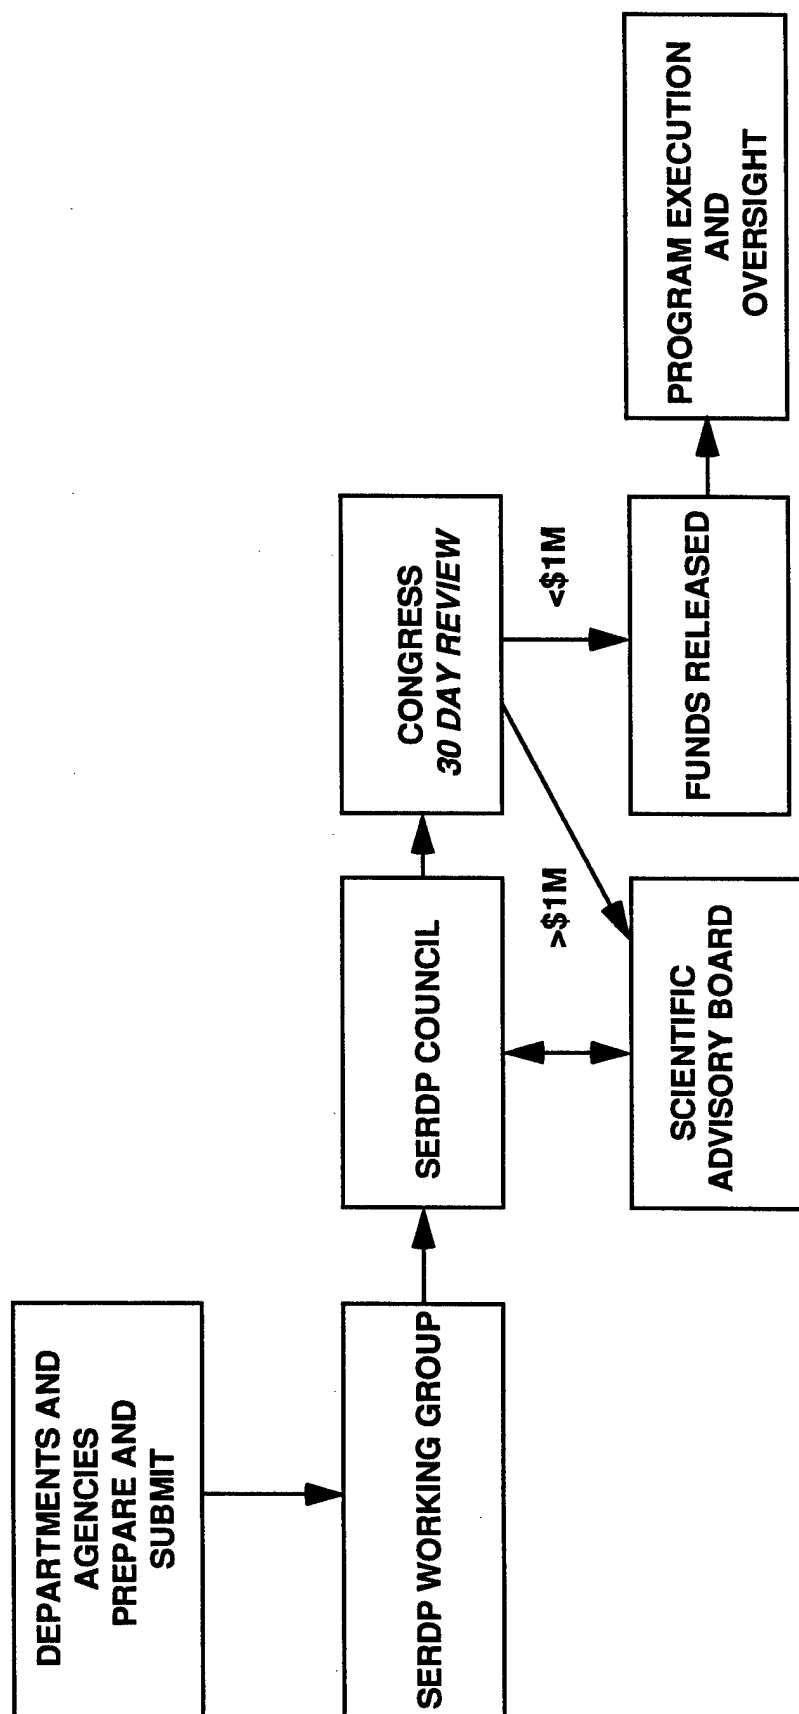 DEPARTMENTS AND
AGENCIES
PREPARE AND
SUBMIT
SERDP WORKING GROUP
SERDP COUNCIL
CONGRESS
30 DAY REVIEW
>$1M
<$1M
SCIENTIFIC
ADVISORY BOARD
FUNDS RELEASED
PROGRAM EXECUTION
AND
OVERSIGHT